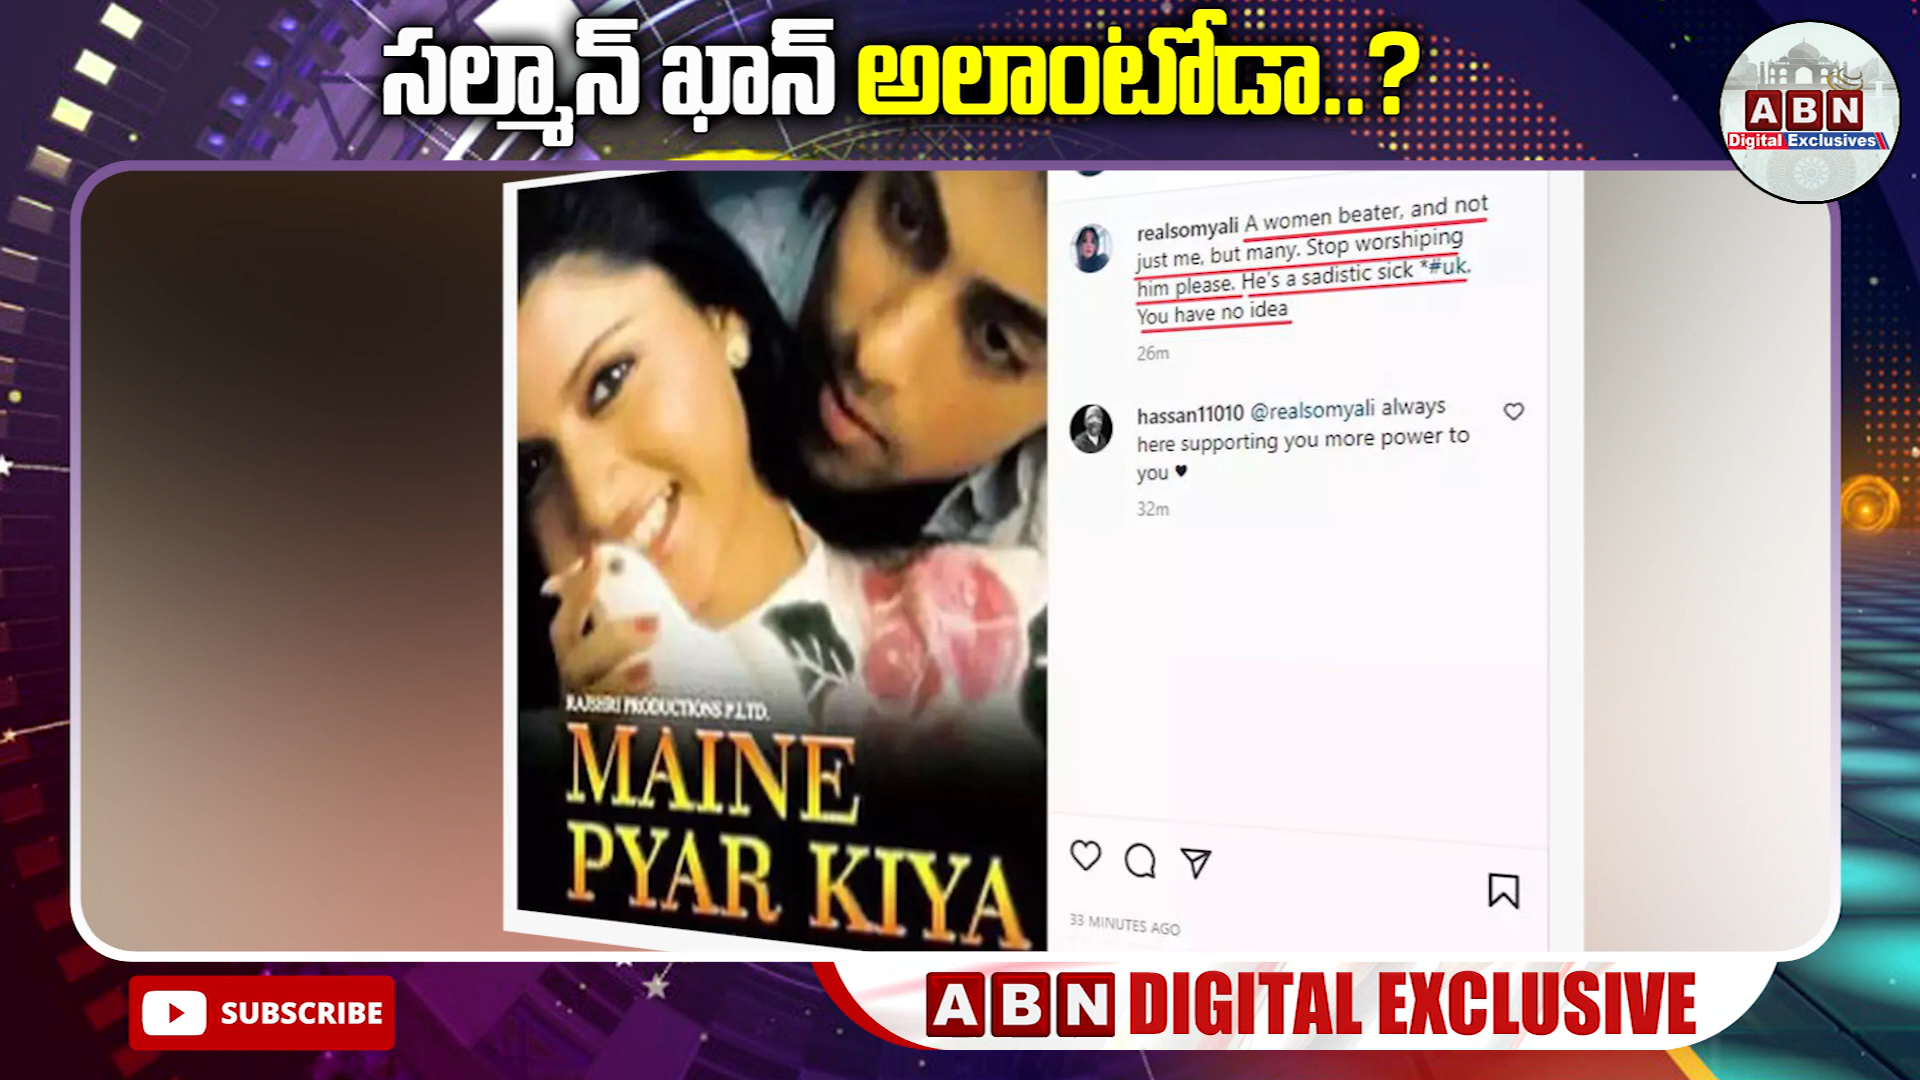 సల్మాన్ ఖాన్ అలాంటోడా..?
ABN
Digital Exclusives
realsomyali A women beater, and not
just me, but many. Stop worshiping
him please. He's a sadistic sick *#uk.
You have no idea
26m
hassan11010 @realsomyali always
here supporting you more power to
you ♥
32m
RAJSHRI PRODUCTIONS P.LTD.
MAINE
PYAR KIYA
33 MINUTES AGO
SUBSCRIBE
ABN DIGITAL EXCLUSIVE